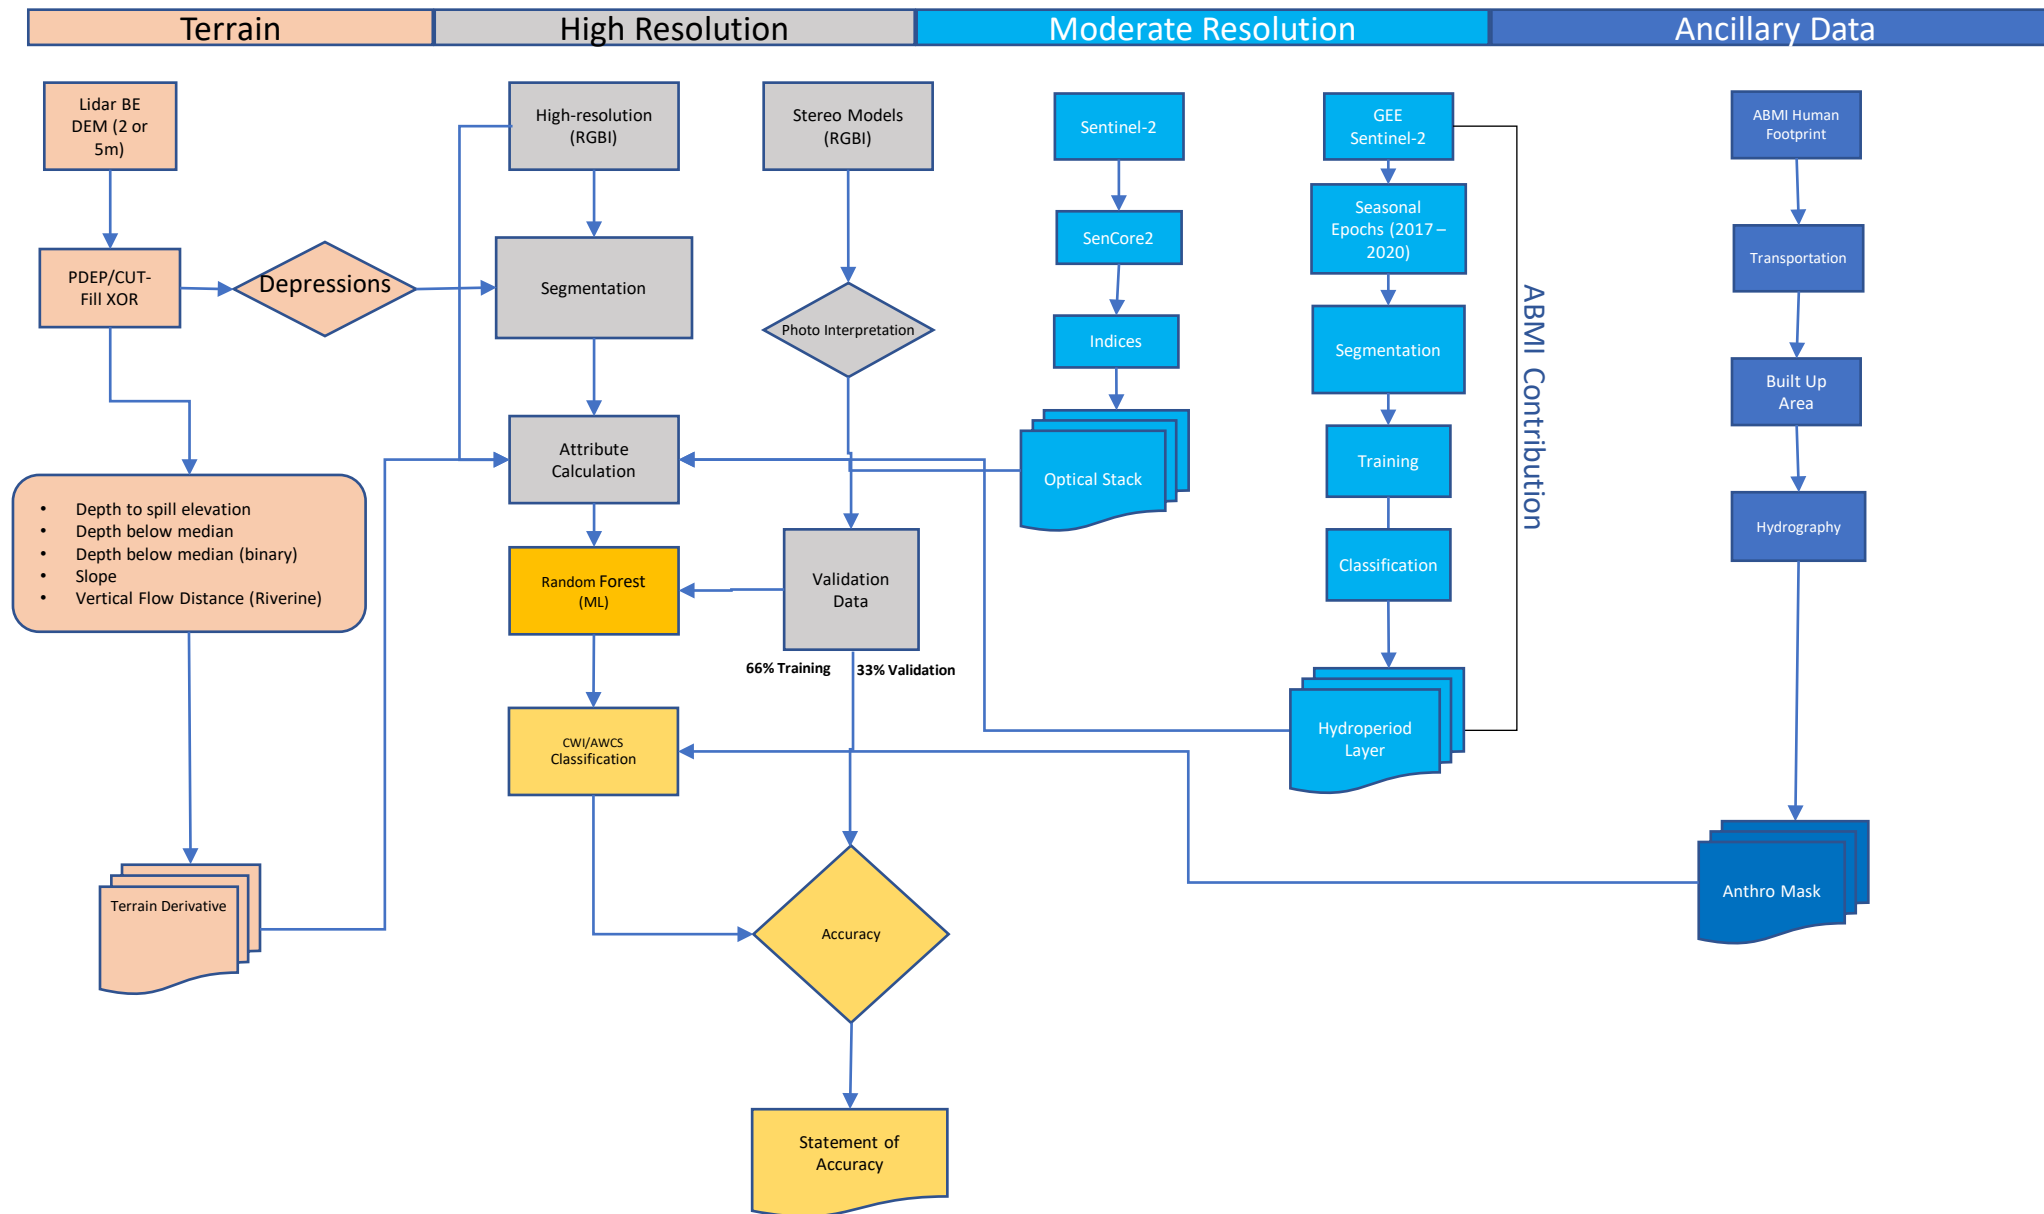 Terrain
High Resolution
Moderate Resolution
Ancillary Data
Lidar BE
DEM (2 or
5m)
PDEP/CUT-
Fill XOR
Depressions
• Depth to spill elevation
• Depth below median
• Depth below median (binary)
• Slope
• Vertical Flow Distance (Riverine)
Terrain Derivative
High-resolution
(RGBI)
Segmentation
Attribute
Calculation
Random Forest
(ML)
CWI/AWCS
Classification
Stereo Models
(RGBI)
Photo Interpretation
Validation
Data
66% Training
33% Validation
Accuracy
Statement of
Accuracy
Sentinel-2
SenCore2
Indices
Optical Stack
GEE
Sentinel-2
Seasonal
Epochs (2017 –
2020)
Segmentation
Training
Classification
Hydroperiod
Layer
ABMI Contribution
ABMI Human
Footprint
Transportation
Built Up
Area
Hydrography
Anthro Mask